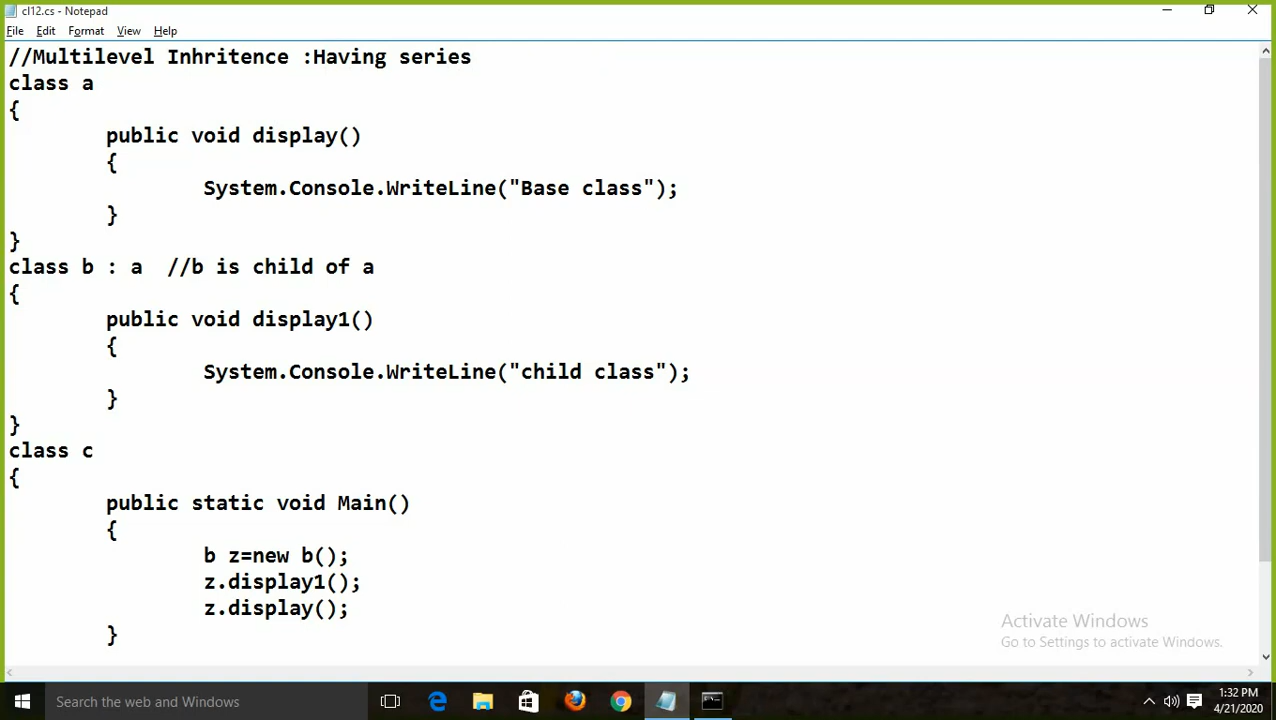 cl12.cs - Notepad
File Edit Format View Help
//Multilevel Inhritence :Having series
class a
{
public void display()
{
System.Console.WriteLine("Base class");
}
}
class b : a //b is child of a
{
public void display1()
{
System.Console.WriteLine("child class");
}
}
class c
{
public static void Main()
{
b z=new b();
z.display1();
z.display();
}
Activate Windows
Go to Settings to activate Windows.
Search the web and Windows
1:32 PM
4/21/2020